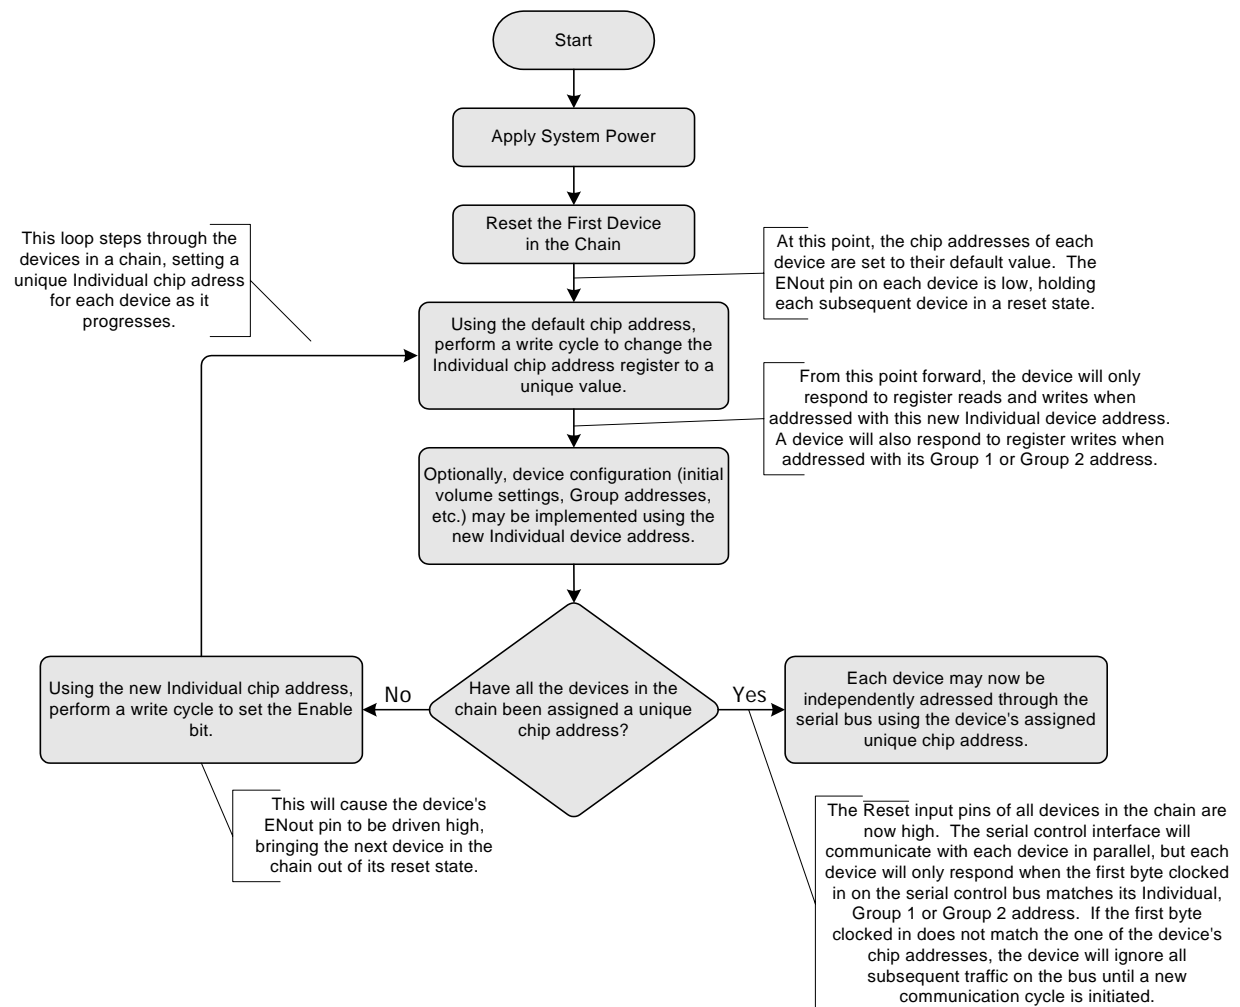 Start
Apply System Power
Reset the First Device
in the Chain
This loop steps through the
devices in a chain, setting a
unique Individual chip adress
for each device as it
progresses.
At this point, the chip addresses of each
device are set to their default value.  The
ENout pin on each device is low, holding
each subsequent device in a reset state.
Using the default chip address,
perform a write cycle to change the
Individual chip address register to a
unique value.
From this point forward, the device will only
respond to register reads and writes when
addressed with this new Individual device address.
A device will also respond to register writes when
addressed with its Group 1 or Group 2 address.
Optionally, device configuration (initial
volume settings, Group addresses,
etc.) may be implemented using the
new Individual device address.
Have all the devices in the
chain been assigned a unique
chip address?
No
Yes
Using the new Individual chip address,
perform a write cycle to set the Enable
bit.
Each device may now be
independently adressed through the
serial bus using the device's assigned
unique chip address.
This will cause the device's
ENout pin to be driven high,
bringing the next device in the
chain out of its reset state.
The Reset input pins of all devices in the chain are
now high.  The serial control interface will
communicate with each device in parallel, but each
device will only respond when the first byte clocked
in on the serial control bus matches its Individual,
Group 1 or Group 2 address.  If the first byte
clocked in does not match the one of the device's
chip addresses, the device will ignore all
subsequent traffic on the bus until a new
communication cycle is initiated.